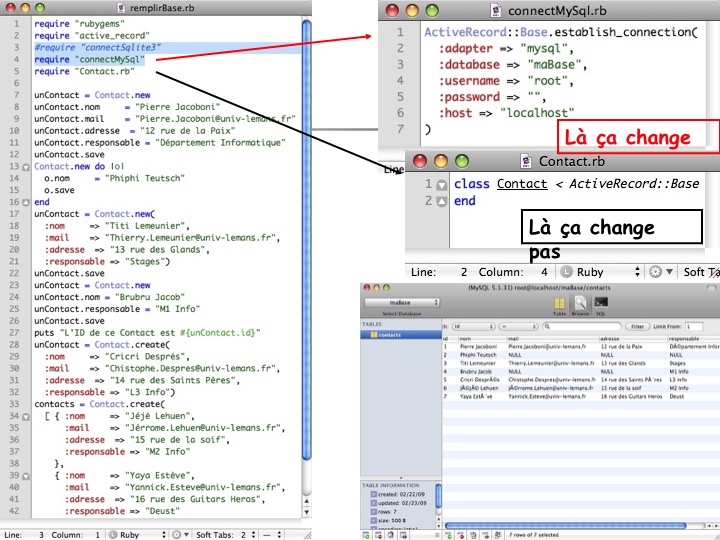 remplirBase.rb
1 require "rubygems"
2 require "active_record"
3 #require "connectSqlite3"
4 require "connectMySql"
5 require "Contact.rb"
6
7 unContact = Contact.new
8 unContact.nom = "Pierre Jacoboni"
9 unContact.mail = "Pierre.Jacoboni@univ-lemans.fr"
10 unContact.adresse = "12 rue de la Paix"
11 unContact.responsable = "Département Informatique"
12 unContact.save
13 Contact.new do |o|
14 o.nom = "Phiphi Teutsch"
15 o.save
16 end
17 unContact = Contact.new(
18 :nom => "Titi Lemeunier",
19 :mail => "Thierry.Lemeunier@univ-lemans.fr",
20 :adresse => "13 rue des Glands",
21 :responsable => "Stages")
22 unContact.save
23 unContact = Contact.new
24 unContact.nom = "Brubru Jacob"
25 unContact.responsable = "M1 Info"
26 unContact.save
27 puts "L'ID de ce Contact est #{unContact.id}"
28 unContact = Contact.create(
29 :nom => "Cricri Després",
30 :mail => "Chistophe.Despres@univ-lemans.fr",
31 :adresse => "14 rue des Saints Pères",
32 :responsable => "L3 Info")
33 contacts = Contact.create(
34 [ { :nom => "Jéjé Lehuen",
35 :mail => "Jérrome.Lehuen@univ-lemans.fr",
36 :adresse => "15 rue de la soif",
37 :responsable => "M2 Info"
38 },
39 { :nom => "Yaya Estève",
40 :mail => "Yannick.Esteve@univ-lemans.fr",
41 :adresse => "16 rue des Guitars Heros",
42 :responsable => "Deust"
Line: 3 Column: 1 Ruby Soft Tabs: 2 —
connectMySql.rb
1 ActiveRecord::Base.establish_connection(
2 :adapter => "mysql",
3 :database => "maBase",
4 :username => "root",
5 :password => "",
6 :host => "localhost"
7 )
Là ça change
Line
Contact.rb
1 class Contact < ActiveRecord::Base
2 end
Là ça change
pas
Line: 2 Column: 4 Ruby Soft Ta
(MySQL 5.1.31) root@localhost/maBase/contacts
maBase
Select Database Table Browse SQL
TABLES
contacts
id = Filter Limit From: 1
id nom mail adresse responsable
1 Pierre Jacoboni Pierre.Jacoboni@univ-lemans.fr 12 rue de la Paix DÃ©partement Infor
2 Phiphi Teutsch NULL NULL NULL
3 Titi Lemeunier Thierry.Lemeunier@univ-lemans.fr 13 rue des Glands Stages
4 Brubru Jacob NULL NULL M1 Info
5 Cricri DesprÃ©s Chistophe.Despres@univ-lemans.fr 14 rue des Saints PÃ¨res L3 Info
6 JÃ©jÃ© Lehuen JÃ©rrome.Lehuen@univ-lemans.fr 15 rue de la soif M2 Info
7 Yaya EstÃ¨ve Yannick.Esteve@univ-lemans.fr 16 rue des Guitars Heros Deust
TABLE INFORMATION
created: 02/22/09
updated: 02/23/09
rows: 7
size: 500 B
7 rows of 7 selected